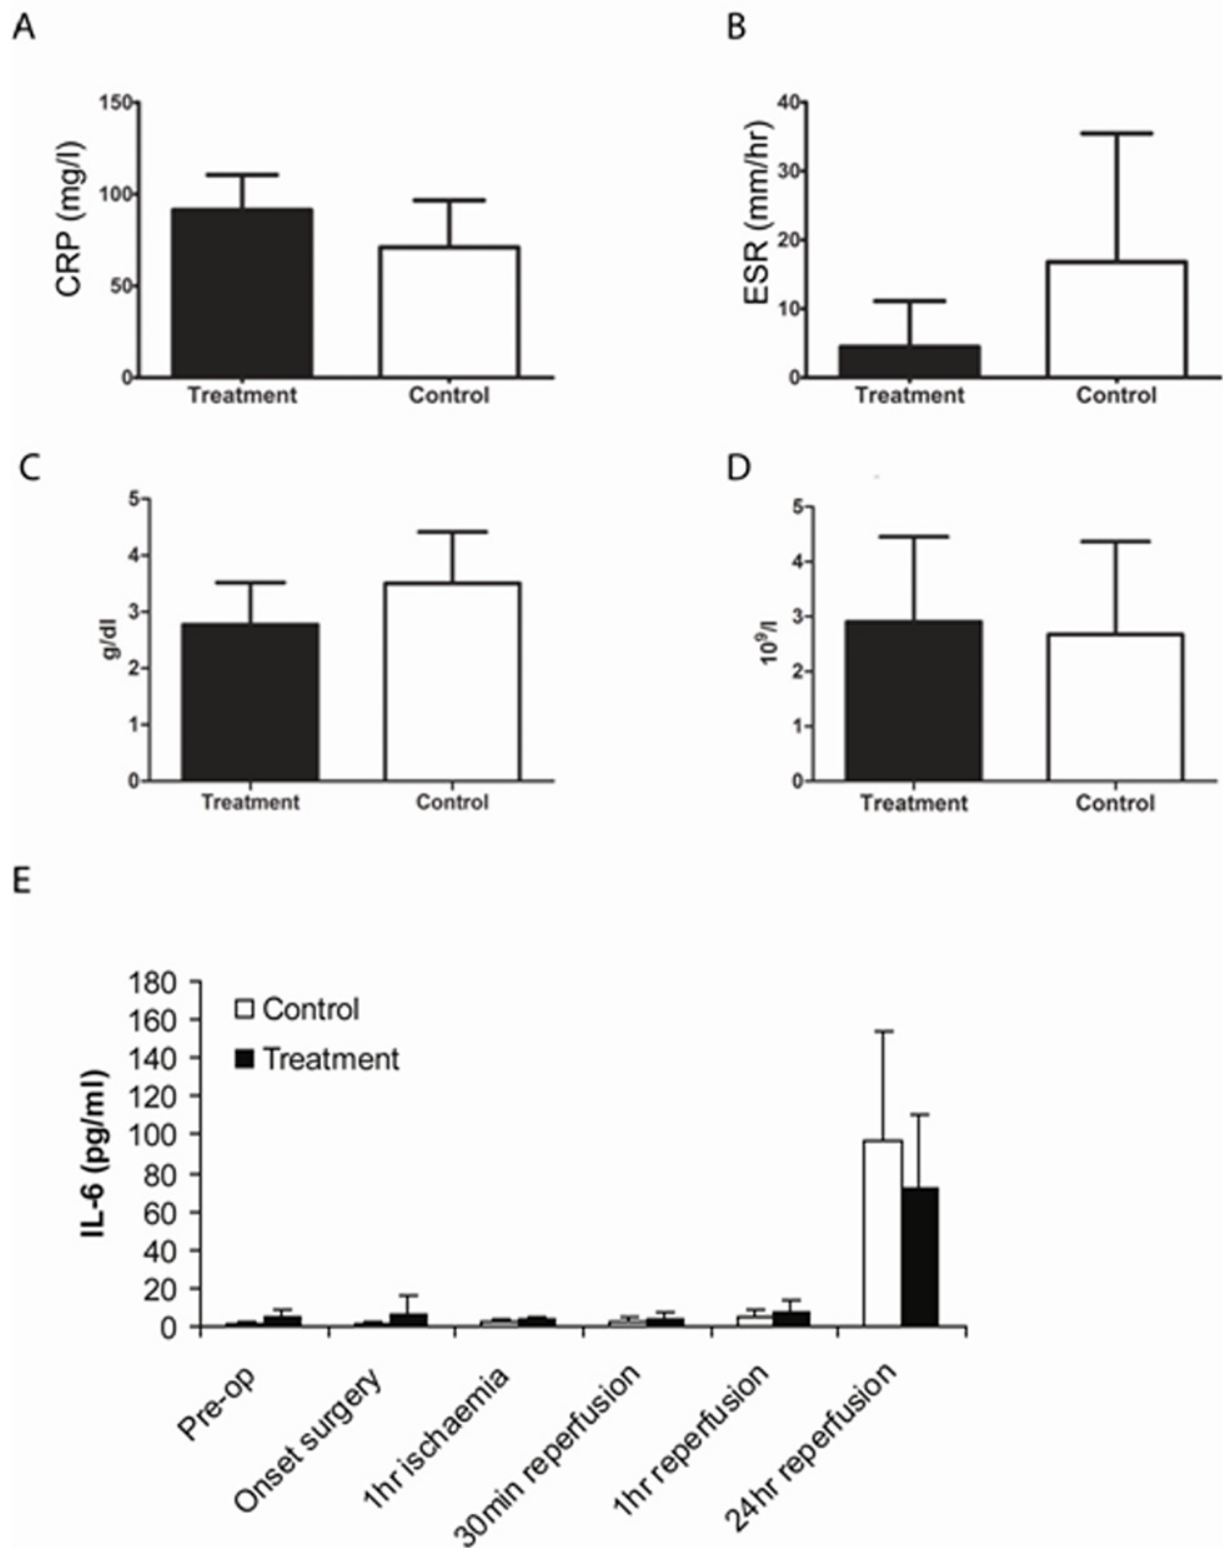 A
CRP (mg/l)
150
100
50
0
Treatment
Control
B
ESR (mm/hr)
40
30
20
10
0
Treatment
Control
C
g/dl
5
4
3
2
1
0
Treatment
Control
D
10⁹/l
5
4
3
2
1
0
Treatment
Control
E
IL-6 (pg/ml)
180
160
140
120
100
80
60
40
20
0
Control
Treatment
Pre-op
Onset surgery
1hr ischaemia
30min reperfusion
1hr reperfusion
24hr reperfusion